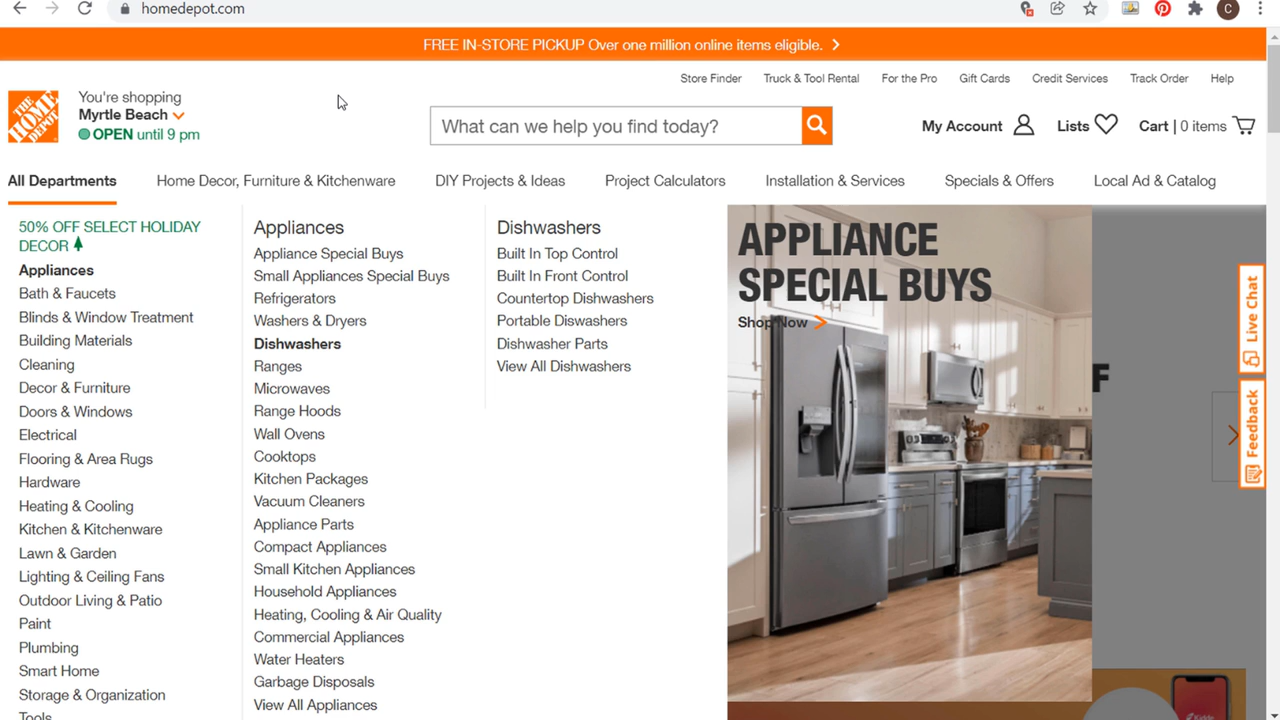 homedepot.com
C
FREE IN-STORE PICKUP Over one million online items eligible.
Store Finder
Truck & Tool Rental
For the Pro
Gift Cards
Credit Services
Track Order
Help
THE HOME DEPOT
You're shopping
Myrtle Beach
OPEN until 9 pm
What can we help you find today?
My Account
Lists
Cart | 0 items
All Departments
Home Decor, Furniture & Kitchenware
DIY Projects & Ideas
Project Calculators
Installation & Services
Specials & Offers
Local Ad & Catalog
50% OFF SELECT HOLIDAY
DECOR
Appliances
Bath & Faucets
Blinds & Window Treatment
Building Materials
Cleaning
Decor & Furniture
Doors & Windows
Electrical
Flooring & Area Rugs
Hardware
Heating & Cooling
Kitchen & Kitchenware
Lawn & Garden
Lighting & Ceiling Fans
Outdoor Living & Patio
Paint
Plumbing
Smart Home
Storage & Organization
Tools
Appliances
Appliance Special Buys
Small Appliances Special Buys
Refrigerators
Washers & Dryers
Dishwashers
Ranges
Microwaves
Range Hoods
Wall Ovens
Cooktops
Kitchen Packages
Vacuum Cleaners
Appliance Parts
Compact Appliances
Small Kitchen Appliances
Household Appliances
Heating, Cooling & Air Quality
Commercial Appliances
Water Heaters
Garbage Disposals
View All Appliances
Dishwashers
Built In Top Control
Built In Front Control
Countertop Dishwashers
Portable Diswashers
Dishwasher Parts
View All Dishwashers
APPLIANCE
SPECIAL BUYS
Shop Now
F
Live Chat
Feedback